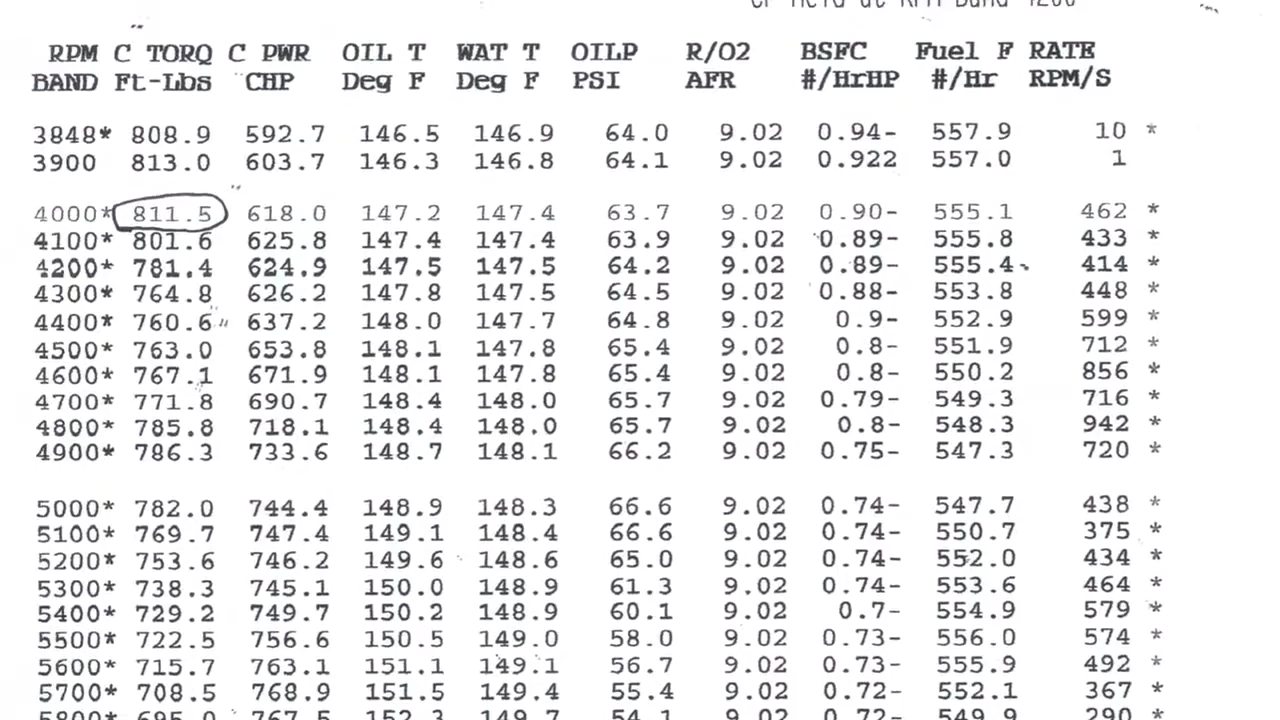 RPM C TORQ C PWR OIL T WAT T OILP R/O2 BSFC Fuel F RATE
BAND Ft-Lbs CHP Deg F Deg F PSI AFR #/HrHP #/Hr RPM/S
3848* 808.9 592.7 146.5 146.9 64.0 9.02 0.94- 557.9 10 *
3900 813.0 603.7 146.3 146.8 64.1 9.02 0.922 557.0 1
4000* 811.5 618.0 147.2 147.4 63.7 9.02 0.90- 555.1 462 *
4100* 801.6 625.8 147.4 147.4 63.9 9.02 0.89- 555.8 433 *
4200* 781.4 624.9 147.5 147.5 64.2 9.02 0.89- 555.4 414 *
4300* 764.8 626.2 147.8 147.5 64.5 9.02 0.88- 553.8 448 *
4400* 760.6 637.2 148.0 147.7 64.8 9.02 0.9- 552.9 599 *
4500* 763.0 653.8 148.1 147.8 65.4 9.02 0.8- 551.9 712 *
4600* 767.1 671.9 148.1 147.8 65.4 9.02 0.8- 550.2 856 *
4700* 771.8 690.7 148.4 148.0 65.7 9.02 0.79- 549.3 716 *
4800* 785.8 718.1 148.4 148.0 65.7 9.02 0.8- 548.3 942 *
4900* 786.3 733.6 148.7 148.1 66.2 9.02 0.75- 547.3 720 *
5000* 782.0 744.4 148.9 148.3 66.6 9.02 0.74- 547.7 438 *
5100* 769.7 747.4 149.1 148.4 66.6 9.02 0.74- 550.7 375 *
5200* 753.6 746.2 149.6 148.6 65.0 9.02 0.74- 552.0 434 *
5300* 738.3 745.1 150.0 148.9 61.3 9.02 0.74- 553.6 464 *
5400* 729.2 749.7 150.2 148.9 60.1 9.02 0.7- 554.9 579 *
5500* 722.5 756.6 150.5 149.0 58.0 9.02 0.73- 556.0 574 *
5600* 715.7 763.1 151.1 149.1 56.7 9.02 0.73- 555.9 492 *
5700* 708.5 768.9 151.5 149.4 55.4 9.02 0.72- 552.1 367 *
5800* 695.0 767.5 152.3 149.7 54.1 9.02 0.72- 549.9 290 *